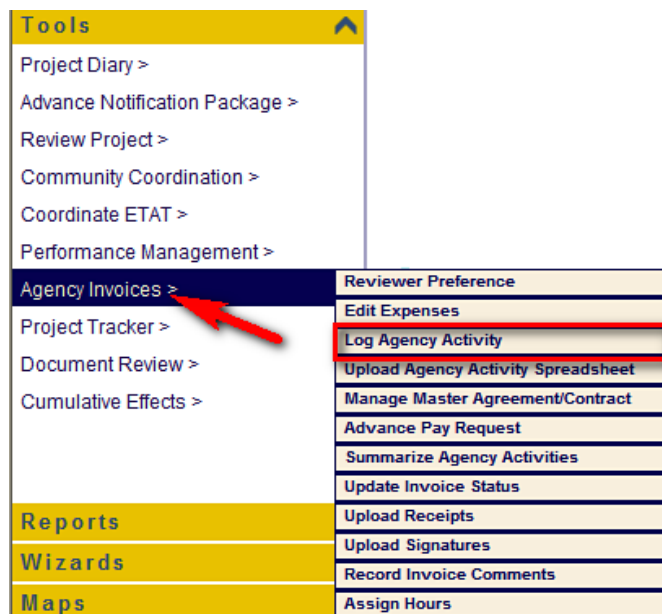 Tools
Project Diary >
Advance Notification Package >
Review Project >
Community Coordination >
Coordinate ETAT >
Performance Management >
Agency Invoices >
Project Tracker >
Document Review >
Cumulative Effects >
Reviewer Preference
Edit Expenses
Log Agency Activity
Upload Agency Activity Spreadsheet
Manage Master Agreement/Contract
Advance Pay Request
Summarize Agency Activities
Update Invoice Status
Upload Receipts
Upload Signatures
Record Invoice Comments
Assign Hours
Reports
Wizards
Maps